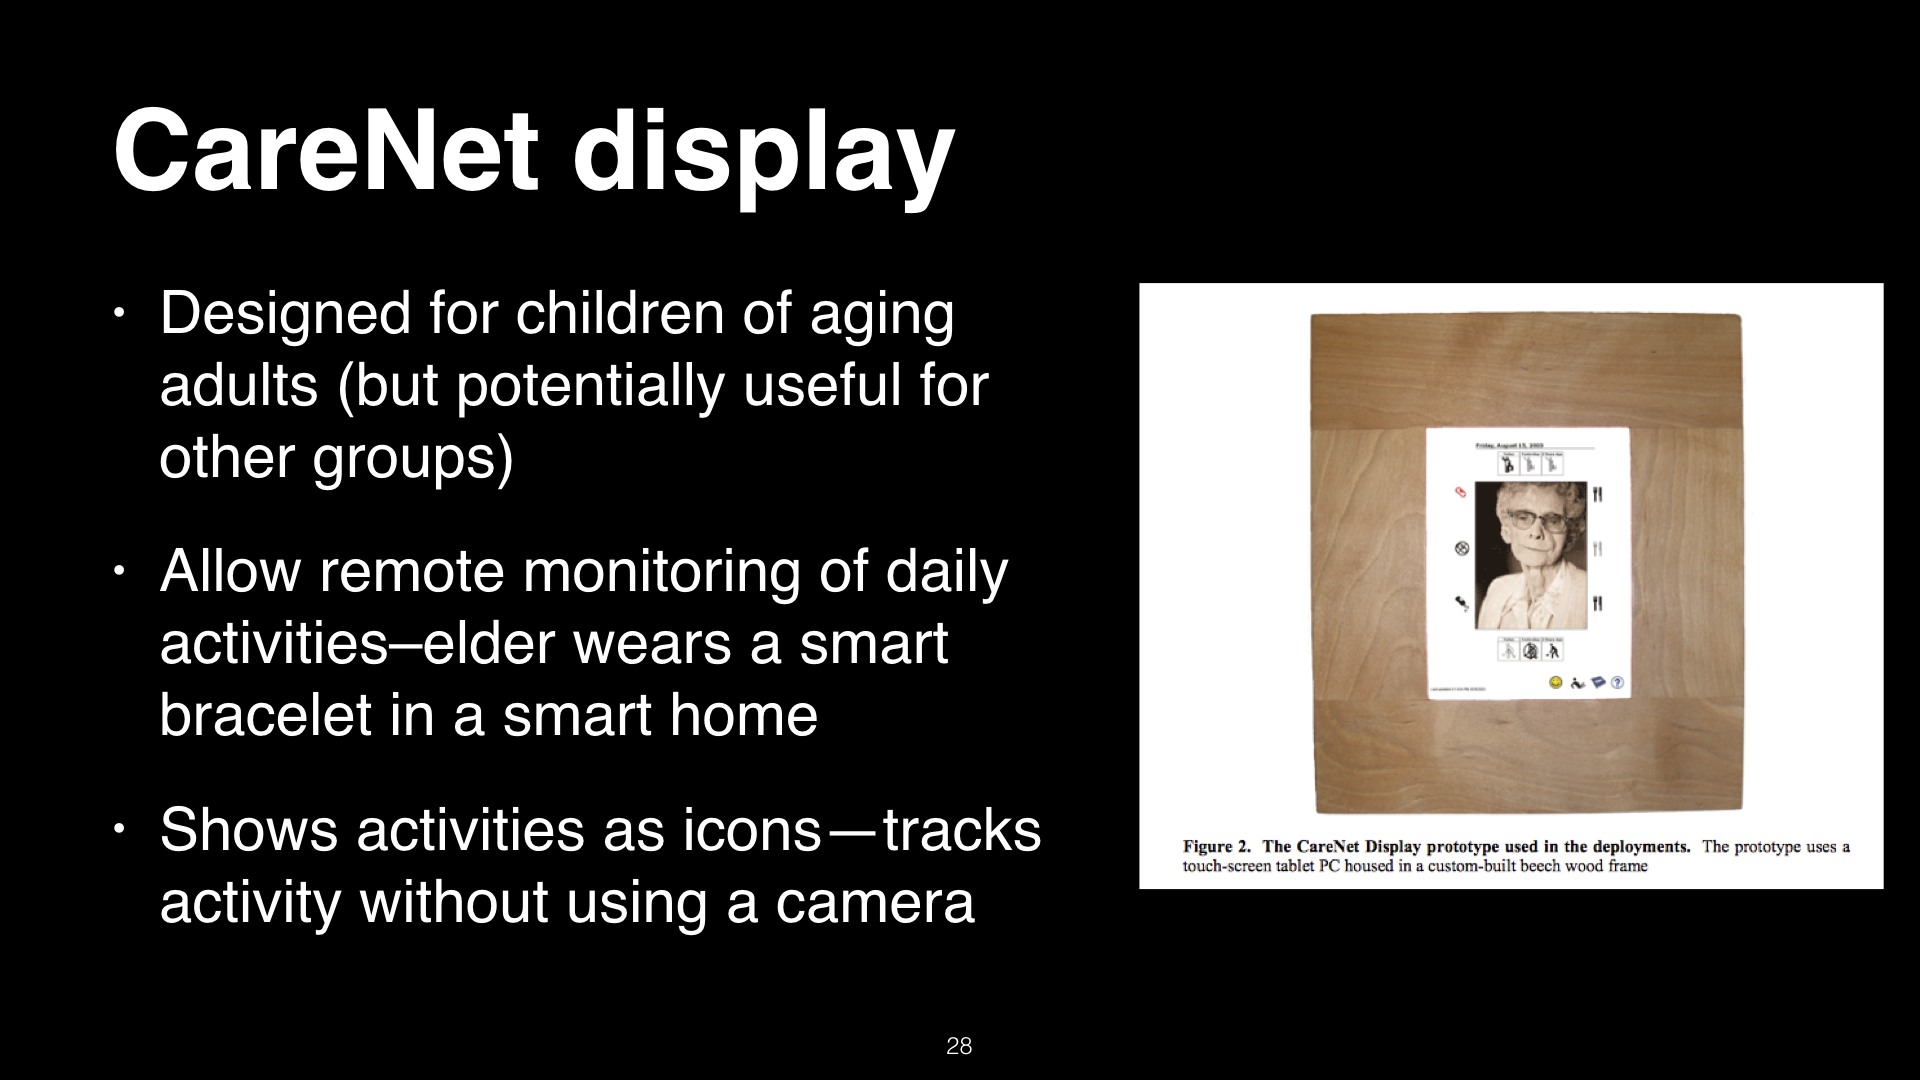 CareNet display
• Designed for children of aging
adults (but potentially useful for
other groups)
• Allow remote monitoring of daily
activities—elder wears a smart
bracelet in a smart home
• Shows activities as icons—tracks
activity without using a camera
Friday, August 15, 2003
Figure 2. The CareNet Display prototype used in the deployments. The prototype uses a
touch-screen tablet PC housed in a custom-built beech wood frame
28